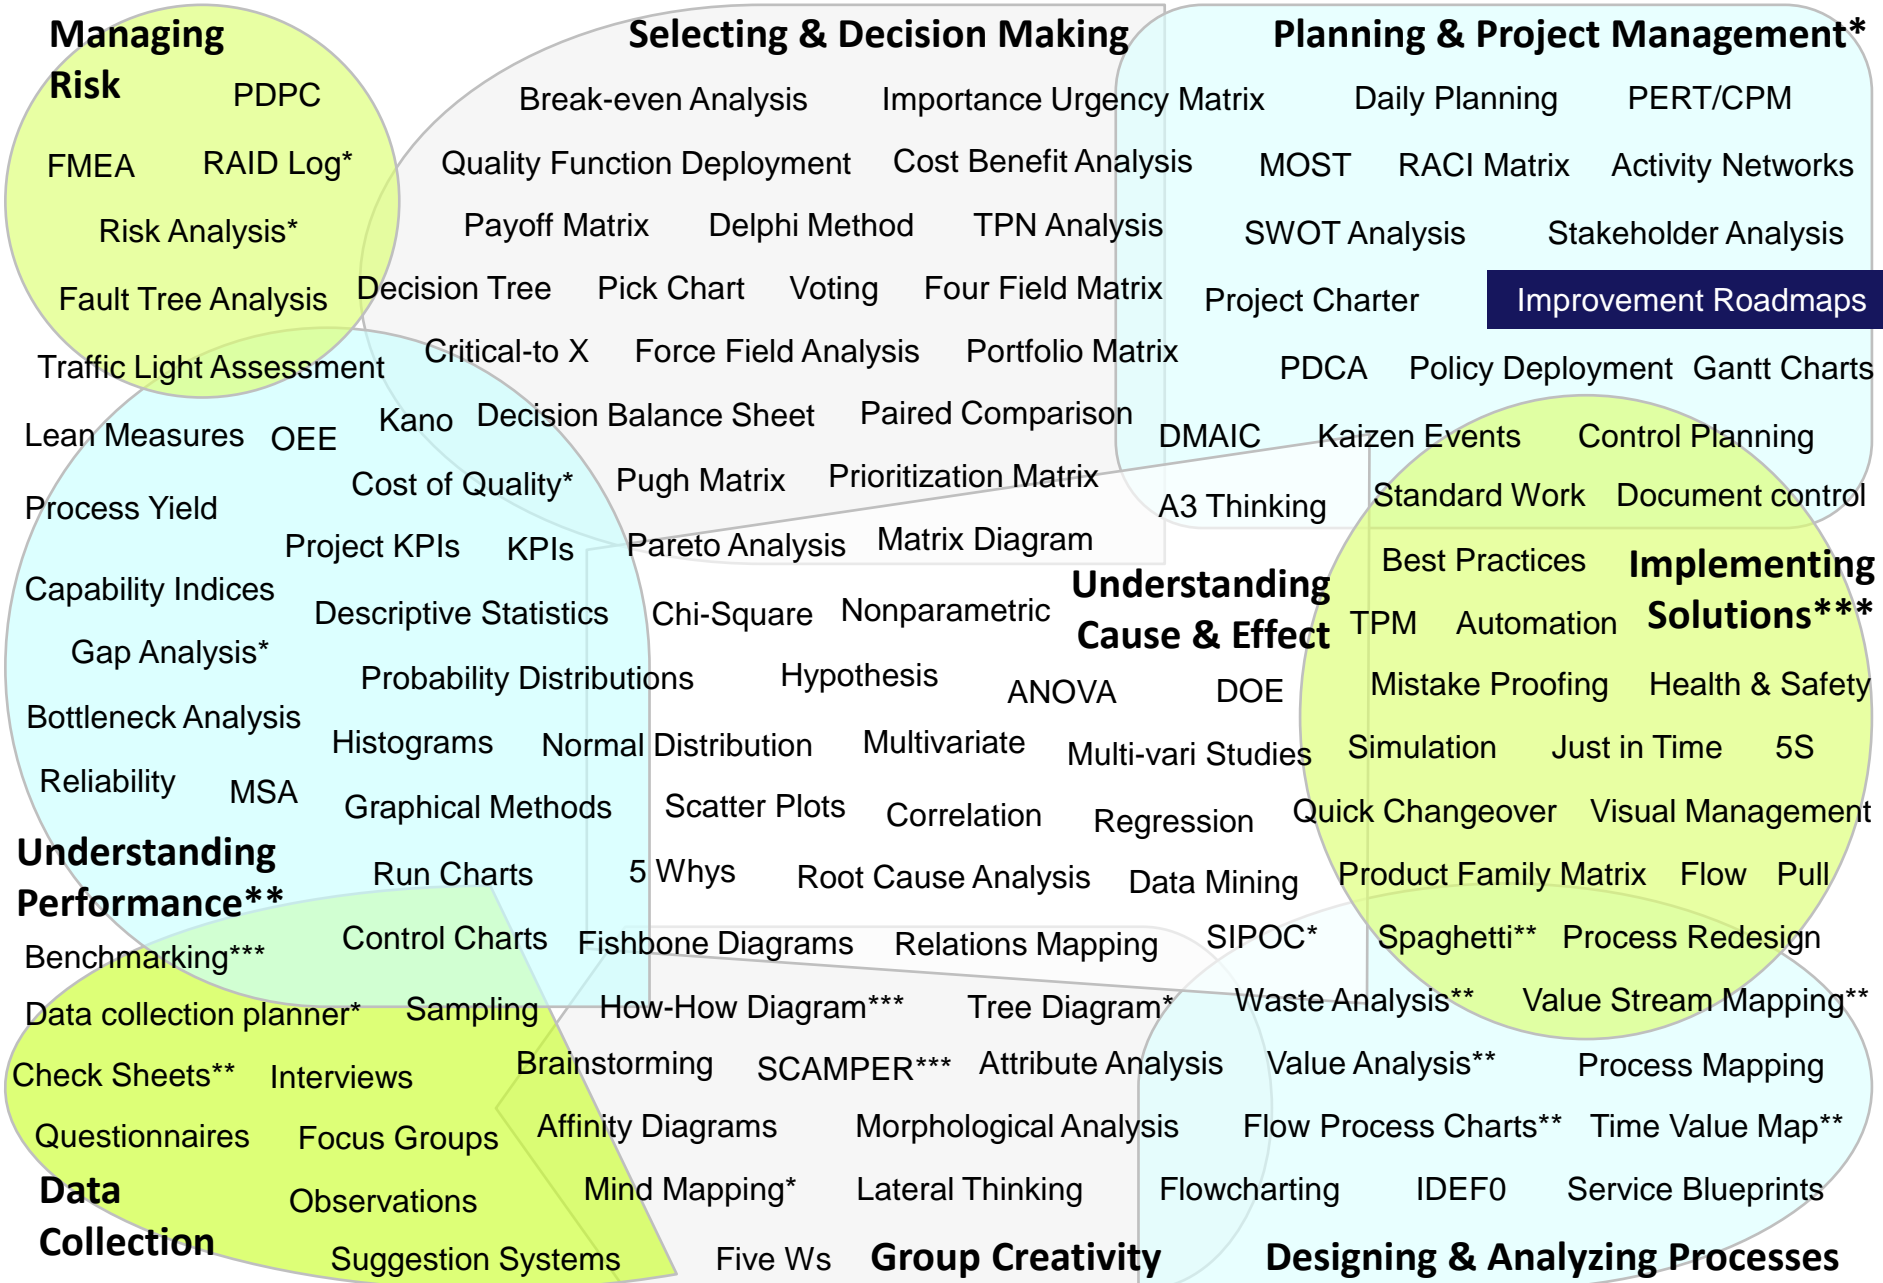 Managing
Risk
Selecting & Decision Making
Planning & Project Management*
PDPC
Break-even Analysis
Importance Urgency Matrix
Daily Planning
PERT/CPM
FMEA
RAID Log*
Quality Function Deployment
Cost Benefit Analysis
MOST
RACI Matrix
Activity Networks
Risk Analysis*
Payoff Matrix
Delphi Method
TPN Analysis
SWOT Analysis
Stakeholder Analysis
Fault Tree Analysis
Decision Tree
Pick Chart
Voting
Four Field Matrix
Project Charter
Improvement Roadmaps
Traffic Light Assessment
Critical-to X
Force Field Analysis
Portfolio Matrix
PDCA
Policy Deployment
Gantt Charts
Lean Measures
OEE
Kano
Decision Balance Sheet
Paired Comparison
DMAIC
Kaizen Events
Control Planning
Cost of Quality*
Pugh Matrix
Prioritization Matrix
A3 Thinking
Standard Work
Document control
Process Yield
Project KPIs
KPIs
Pareto Analysis
Matrix Diagram
Best Practices
Implementing
Solutions***
Understanding
Cause & Effect
Capability Indices
Descriptive Statistics
Chi-Square
Nonparametric
TPM
Automation
Gap Analysis*
Probability Distributions
Hypothesis
ANOVA
DOE
Mistake Proofing
Health & Safety
Bottleneck Analysis
Histograms
Normal Distribution
Multivariate
Multi-vari Studies
Simulation
Just in Time
5S
Reliability
MSA
Graphical Methods
Scatter Plots
Correlation
Regression
Quick Changeover
Visual Management
Understanding
Performance**
Run Charts
5 Whys
Root Cause Analysis
Data Mining
Product Family Matrix
Flow
Pull
Benchmarking***
Control Charts
Fishbone Diagrams
Relations Mapping
SIPOC*
Spaghetti**
Process Redesign
Data collection planner*
Sampling
How-How Diagram***
Tree Diagram*
Waste Analysis**
Value Stream Mapping**
Check Sheets**
Interviews
Brainstorming
SCAMPER***
Attribute Analysis
Value Analysis**
Process Mapping
Questionnaires
Focus Groups
Affinity Diagrams
Morphological Analysis
Flow Process Charts**
Time Value Map**
Data
Collection
Observations
Mind Mapping*
Lateral Thinking
Flowcharting
IDEF0
Service Blueprints
Suggestion Systems
Five Ws
Group Creativity
Designing & Analyzing Processes